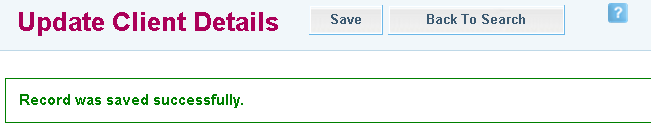 Update Client Details Save Back To Search ?
Record was saved successfully.